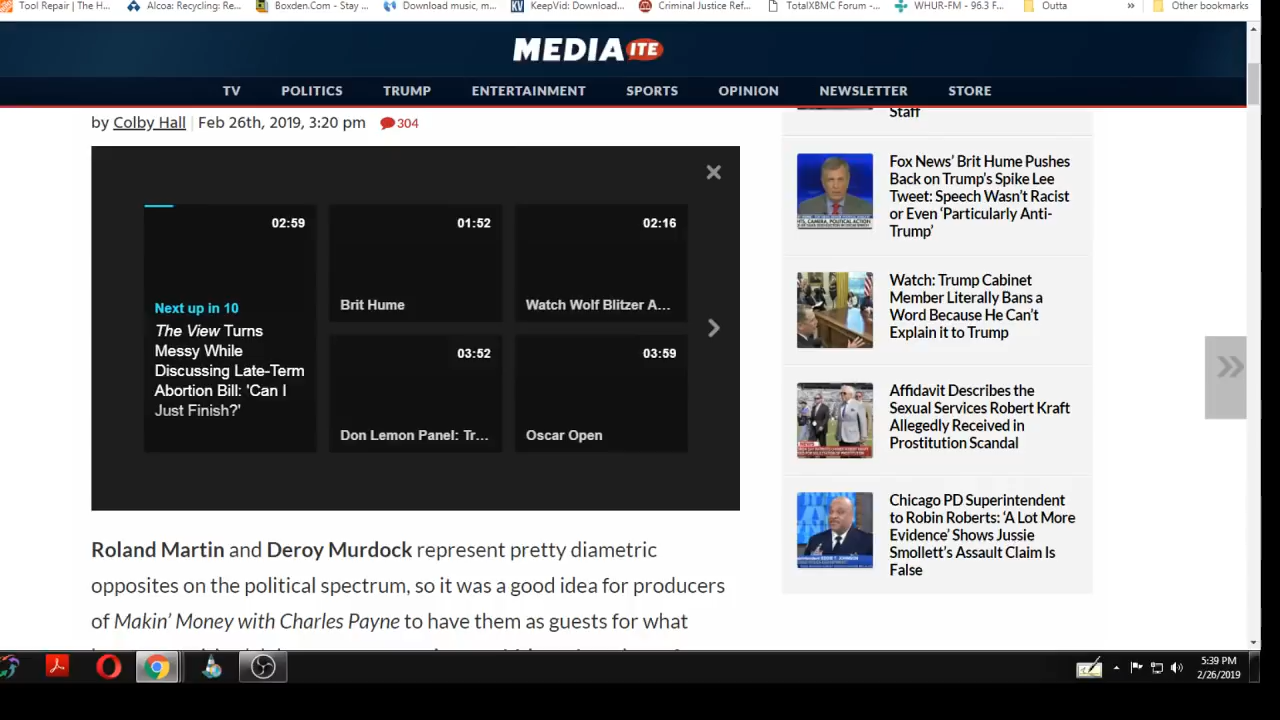 Tool Repair | The H...
Alcoa: Recycling: Re...
Boxden.Com - Stay ...
Download music, m...
KV
KeepVid: Download...
Criminal Justice Ref...
TotalXBMC Forum -...
WHUR-FM - 96.3 F...
Outta
»
Other bookmarks
MEDIAITE
TV
POLITICS
TRUMP
ENTERTAINMENT
SPORTS
OPINION
NEWSLETTER
STORE
by Colby Hall | Feb 26th, 2019, 3:20 pm 304
02:59
Next up in 10
The View Turns
Messy While
Discussing Late-Term
Abortion Bill: 'Can I
Just Finish?'
01:52
Brit Hume
02:16
Watch Wolf Blitzer A...
03:52
Don Lemon Panel: Tr...
03:59
Oscar Open
Roland Martin and Deroy Murdock represent pretty diametric
opposites on the political spectrum, so it was a good idea for producers
of Makin' Money with Charles Payne to have them as guests for what
Staff
Fox News' Brit Hume Pushes
Back on Trump's Spike Lee
Tweet: Speech Wasn't Racist
or Even 'Particularly Anti-
Trump'
Watch: Trump Cabinet
Member Literally Bans a
Word Because He Can't
Explain it to Trump
Affidavit Describes the
Sexual Services Robert Kraft
Allegedly Received in
Prostitution Scandal
Chicago PD Superintendent
to Robin Roberts: 'A Lot More
Evidence' Shows Jussie
Smollett's Assault Claim Is
False
5:39 PM
2/26/2019